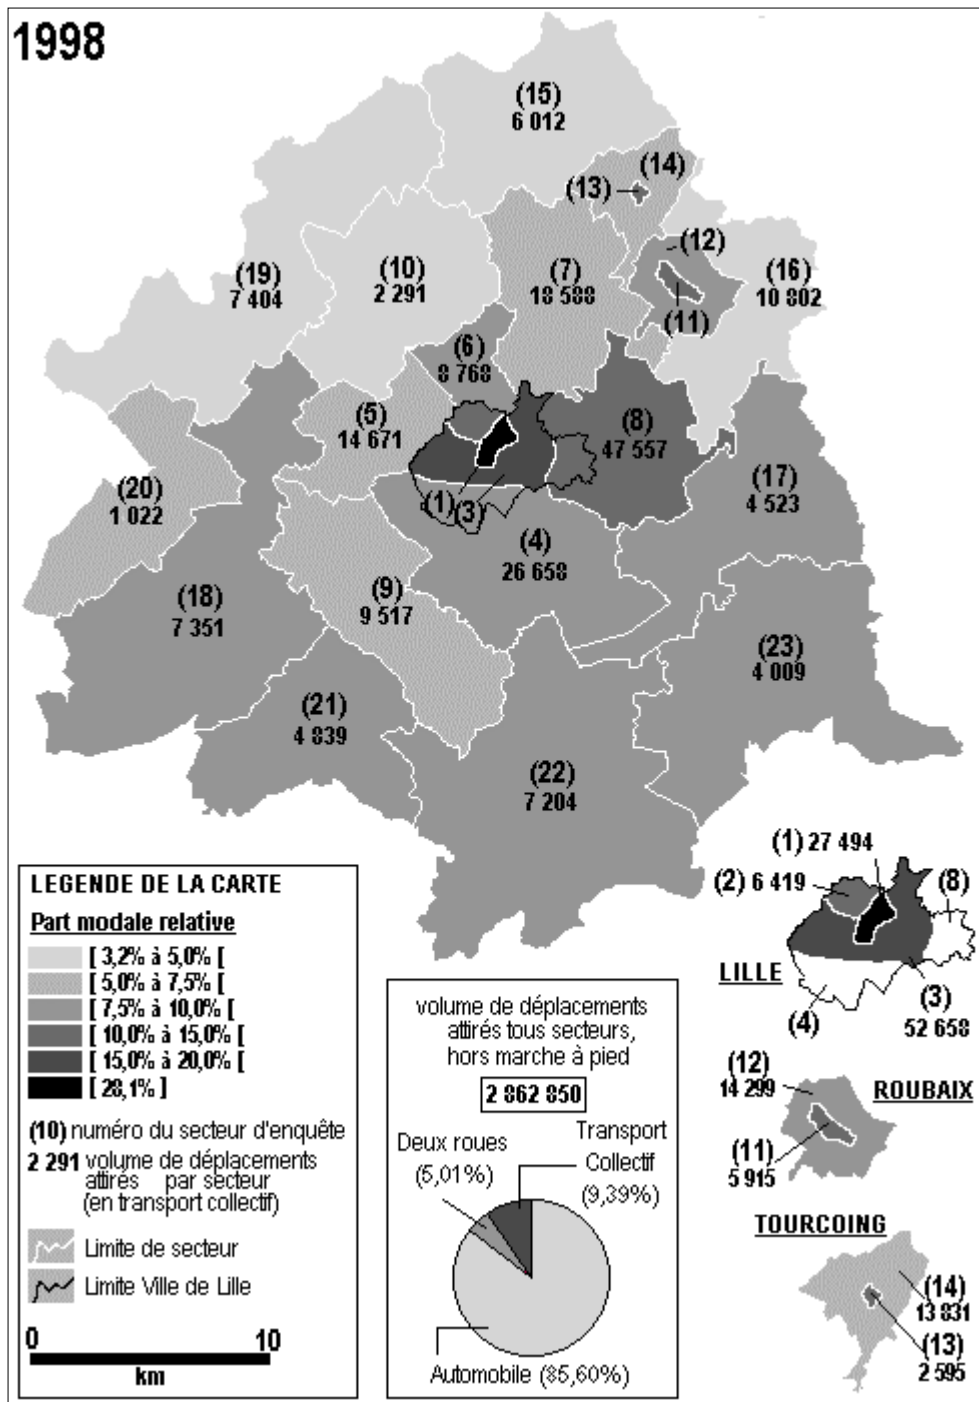 1998
(15)
6 012
(14)
(13)
(12)
(19)
7 404
(10)
2 291
(7)
18 588
(16)
10 802
(11)
(6)
8 768
(5)
14 671
(8)
47 557
(20)
1 022
(17)
4 523
(1)
(3)
(4)
26 658
(18)
7 351
(9)
9 517
(23)
4 009
(21)
4 839
(22)
7 204
(1) 27 494
(2) 6 419
(8)
LILLE
(3)
52 658
(4)
(12)
14 299
ROUBAIX
(11)
5 915
TOURCOING
(14)
13 831
(13)
2 595
LEGENDE DE LA CARTE
Part modale relative
[ 3,2% à 5,0% [
[ 5,0% à 7,5% [
[ 7,5% à 10,0% [
[ 10,0% à 15,0% [
[ 15,0% à 20,0% [
[ 28,1% ]
(10) numéro du secteur d'enquête
2 291 volume de déplacements
attirés par secteur
(en transport collectif)
Limite de secteur
Limite Ville de Lille
0 10
km
volume de déplacements
attirés tous secteurs,
hors marche à pied
2 862 850
Deux roues
(5,01%)
Transport
Collectif
(9,39%)
Automobile (85,60%)